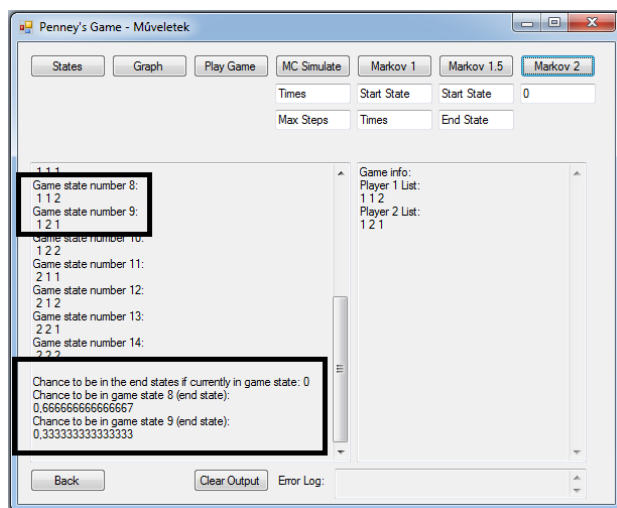 Penney's Game - Műveletek
States Graph Play Game MC Simulate Markov 1 Markov 1.5 Markov 2
Times Start State Start State 0
Max Steps Times End State
1 1 1
Game state number 8:
1 1 2
Game state number 9:
1 2 1
Game state number 10:
1 2 2
Game state number 11:
2 1 1
Game state number 12:
2 1 2
Game state number 13:
2 2 1
Game state number 14:
2 2 2
Chance to be in the end states if currently in game state: 0
Chance to be in game state 8 (end state):
0,666666666666667
Chance to be in game state 9 (end state):
0,333333333333333
Game info:
Player 1 List:
1 1 2
Player 2 List:
1 2 1
Back Clear Output Error Log: